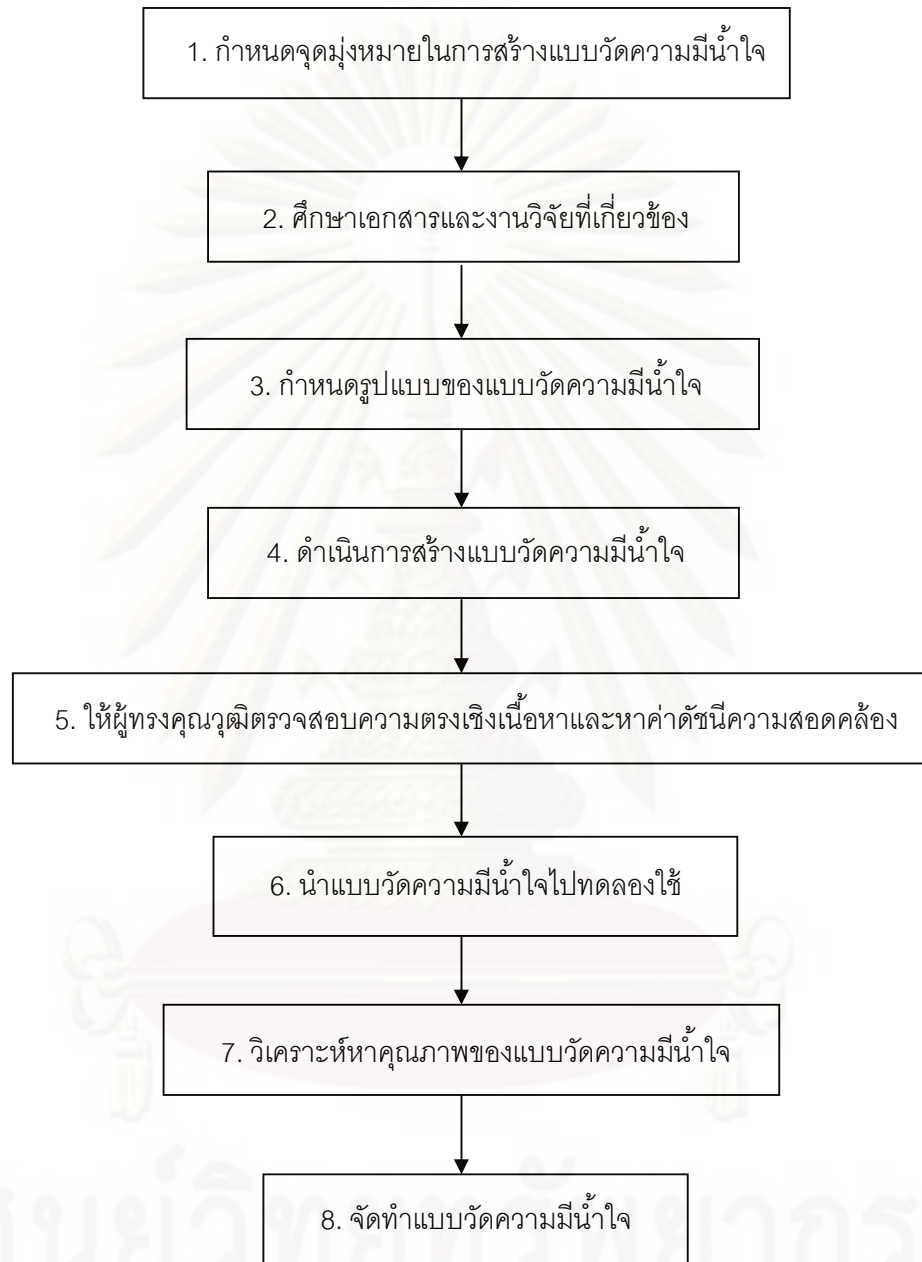 1. กำหนดจุดมุ่งหมายในการสร้างแบบวัดความมีน้ำใจ
2. ศึกษาเอกสารและงานวิจัยที่เกี่ยวข้อง
3. กำหนดรูปแบบของแบบวัดความมีน้ำใจ
4. ดำเนินการสร้างแบบวัดความมีน้ำใจ
5. ให้ผู้ทรงคุณวุฒิตรวจสอบความตรงเชิงเนื้อหาและหาค่าดัชนีความสอดคล้อง
6. นำแบบวัดความมีน้ำใจไปทดลองใช้
7. วิเคราะห์หาคุณภาพของแบบวัดความมีน้ำใจ
8. จัดทำแบบวัดความมีน้ำใจ
ศูนย์วิทยทรัพยากร